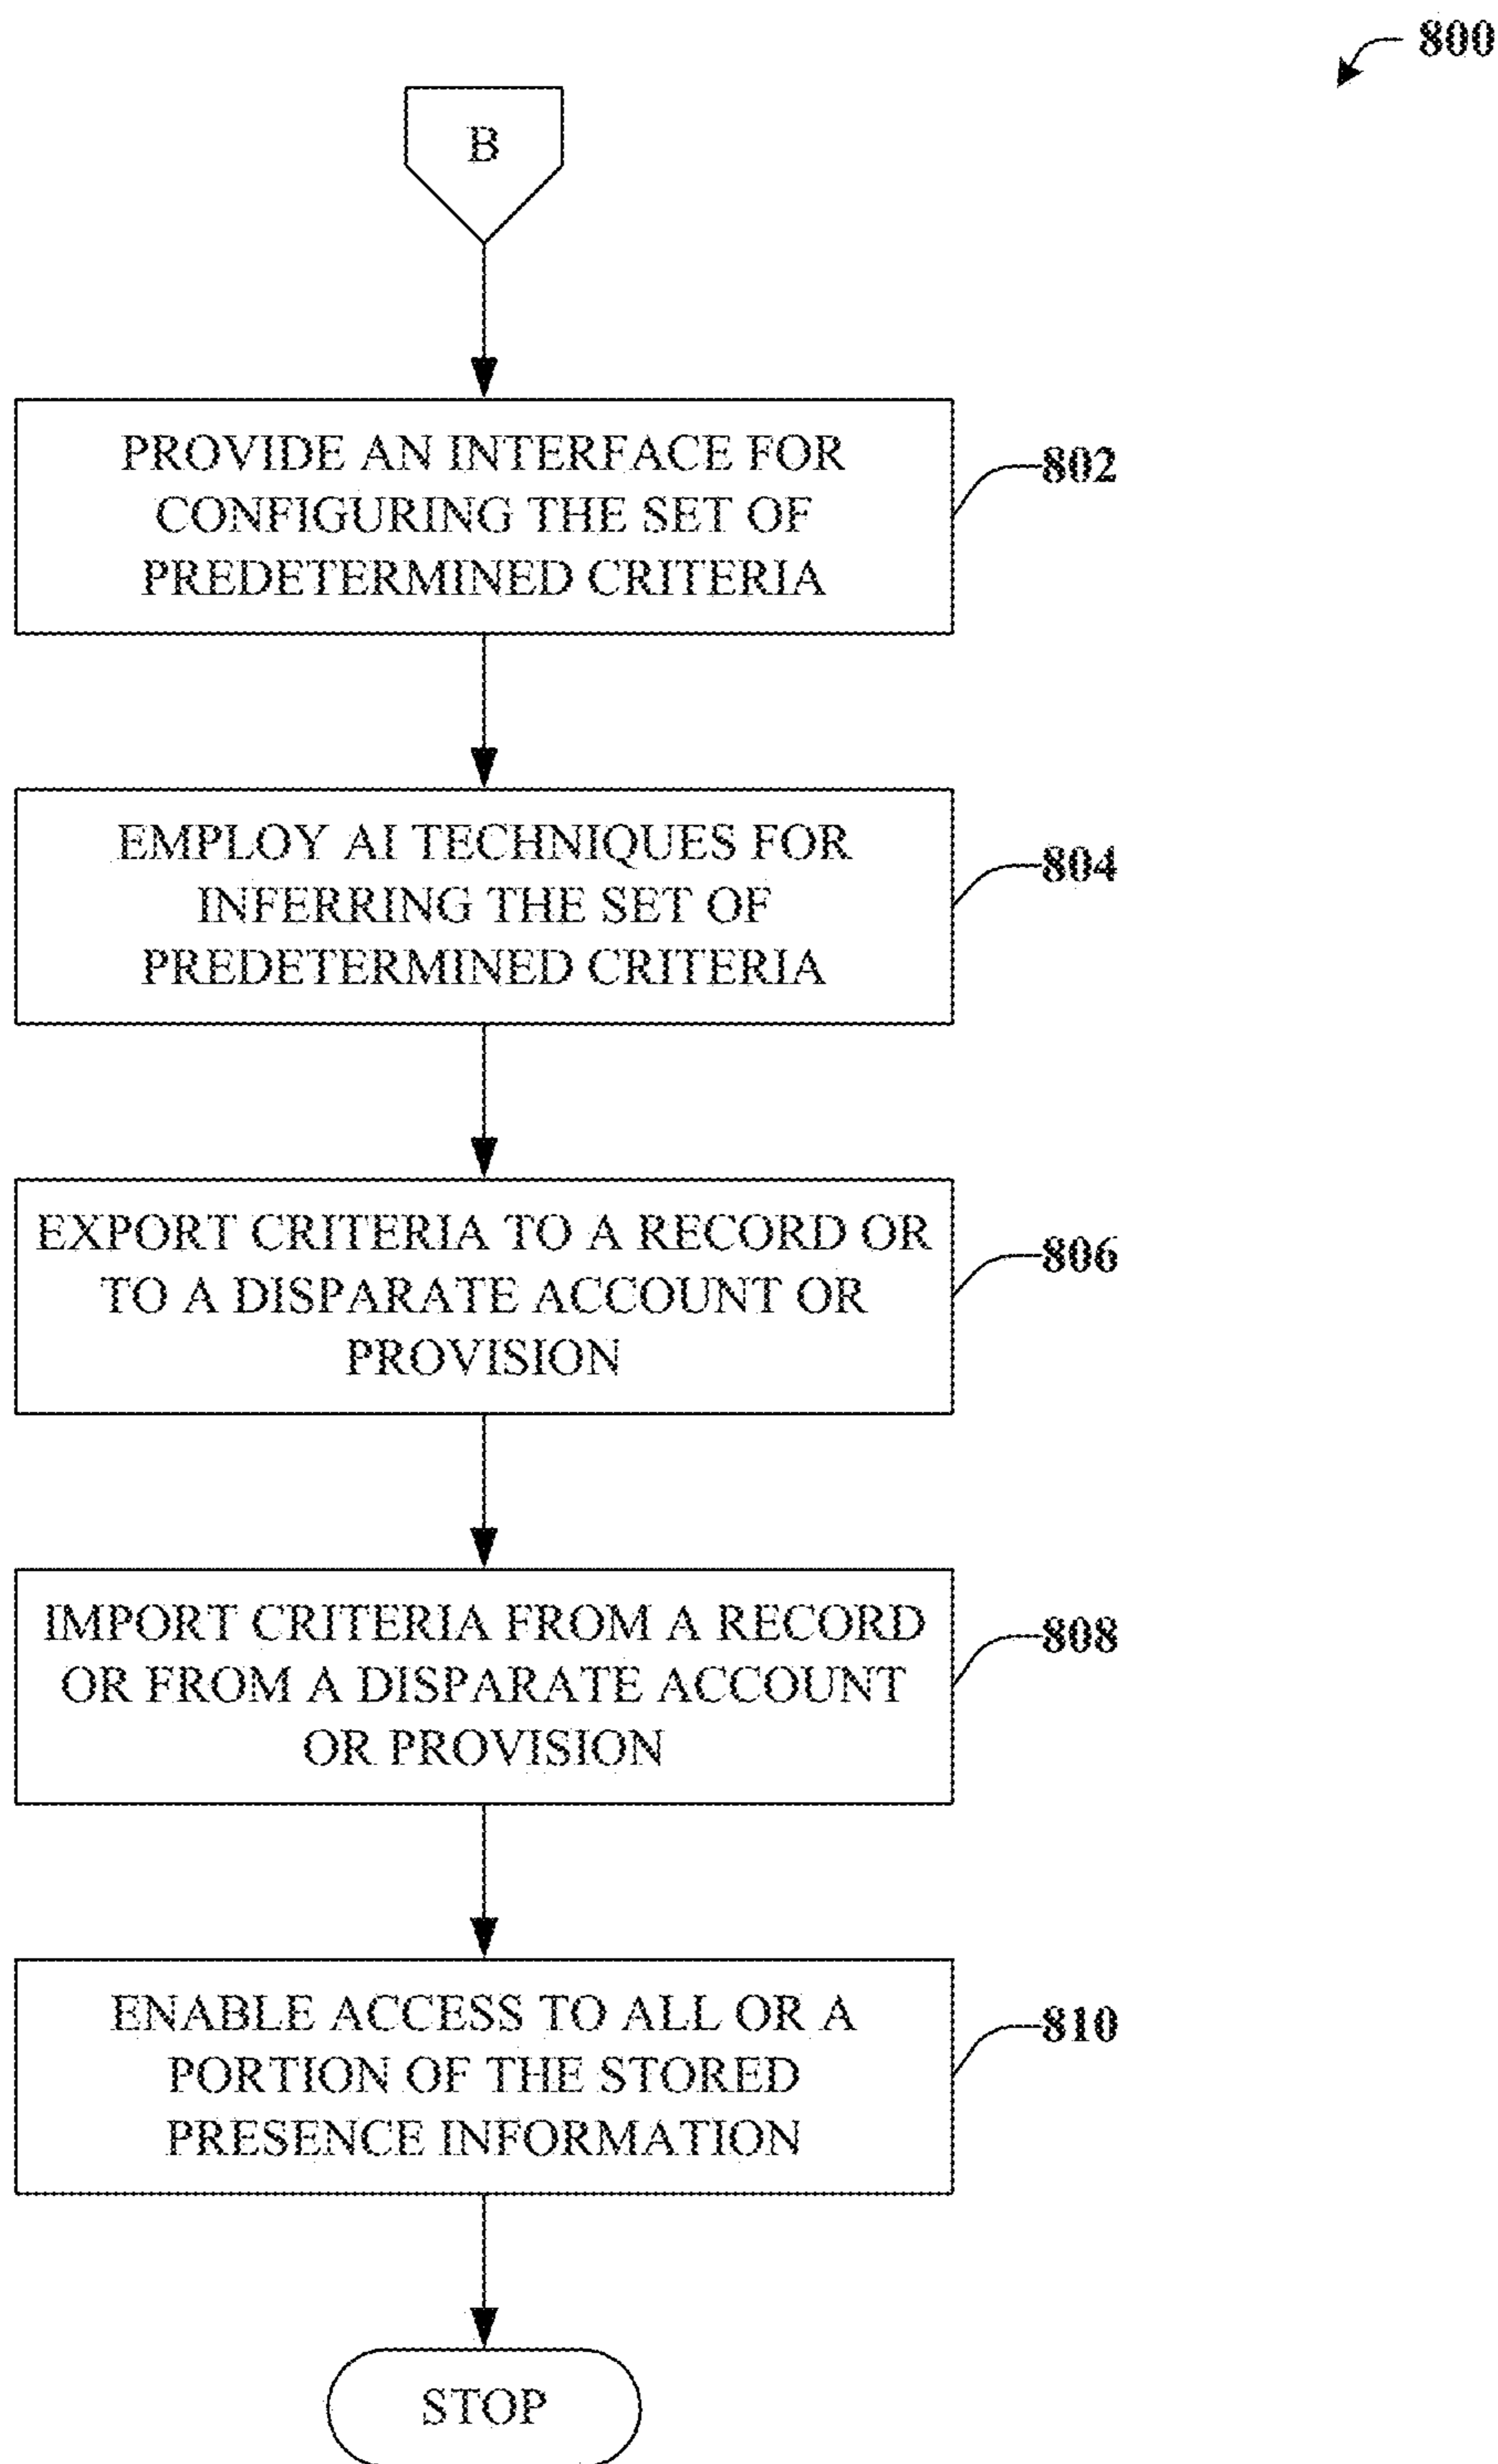 800
B
PROVIDE AN INTERFACE FOR
CONFIGURING THE SET OF
PREDETERMINED CRITERIA
802
EMPLOY AI TECHNIQUES FOR
INFERRING THE SET OF
PREDETERMINED CRITERIA
804
EXPORT CRITERIA TO A RECORD OR
TO A DISPARATE ACCOUNT OR
PROVISION
806
IMPORT CRITERIA FROM A RECORD
OR FROM A DISPARATE ACCOUNT
OR PROVISION
808
ENABLE ACCESS TO ALL OR A
PORTION OF THE STORED
PRESENCE INFORMATION
810
STOP